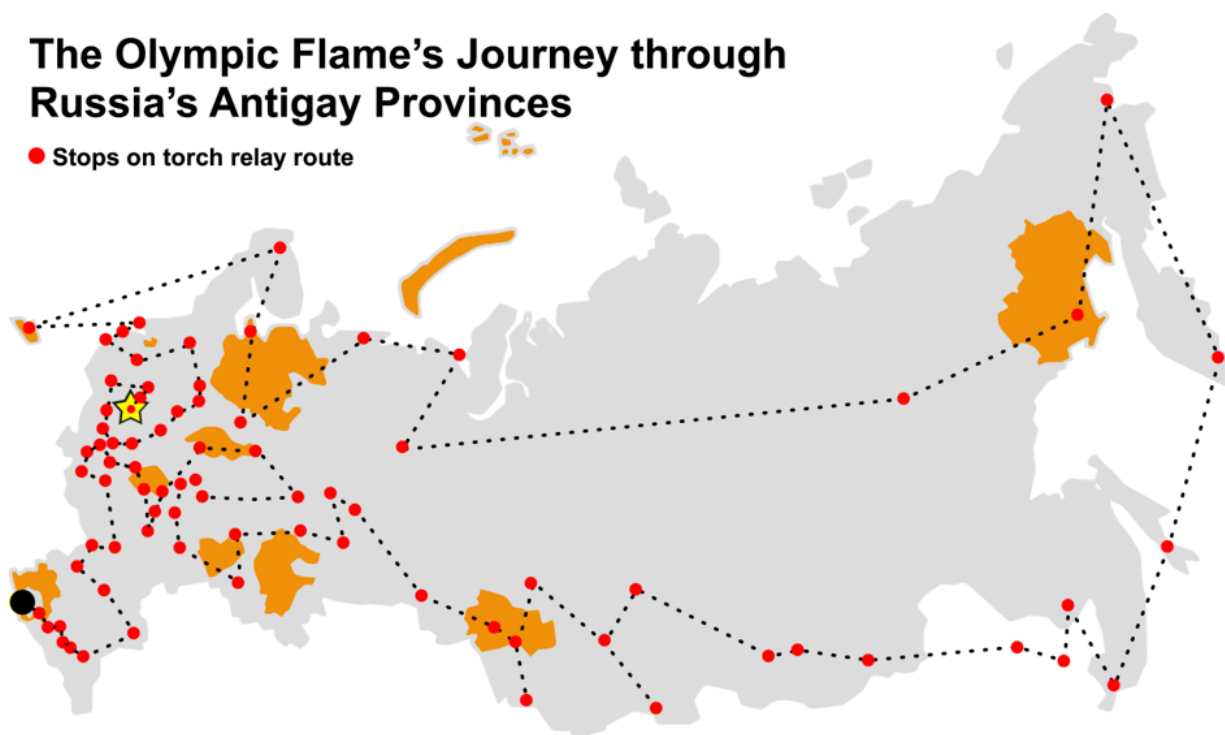 The Olympic Flame’s Journey through
Russia’s Antigay Provinces
Stops on torch relay route